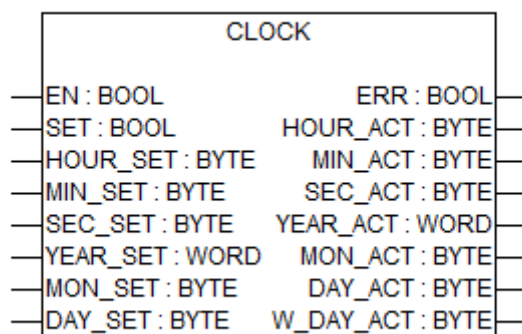 CLOCK
EN : BOOL ERR : BOOL
SET : BOOL HOUR_ACT : BYTE
HOUR_SET : BYTE MIN_ACT : BYTE
MIN_SET : BYTE SEC_ACT : BYTE
SEC_SET : BYTE YEAR_ACT : WORD
YEAR_SET : WORD MON_ACT : BYTE
MON_SET : BYTE DAY_ACT : BYTE
DAY_SET : BYTE W_DAY_ACT : BYTE